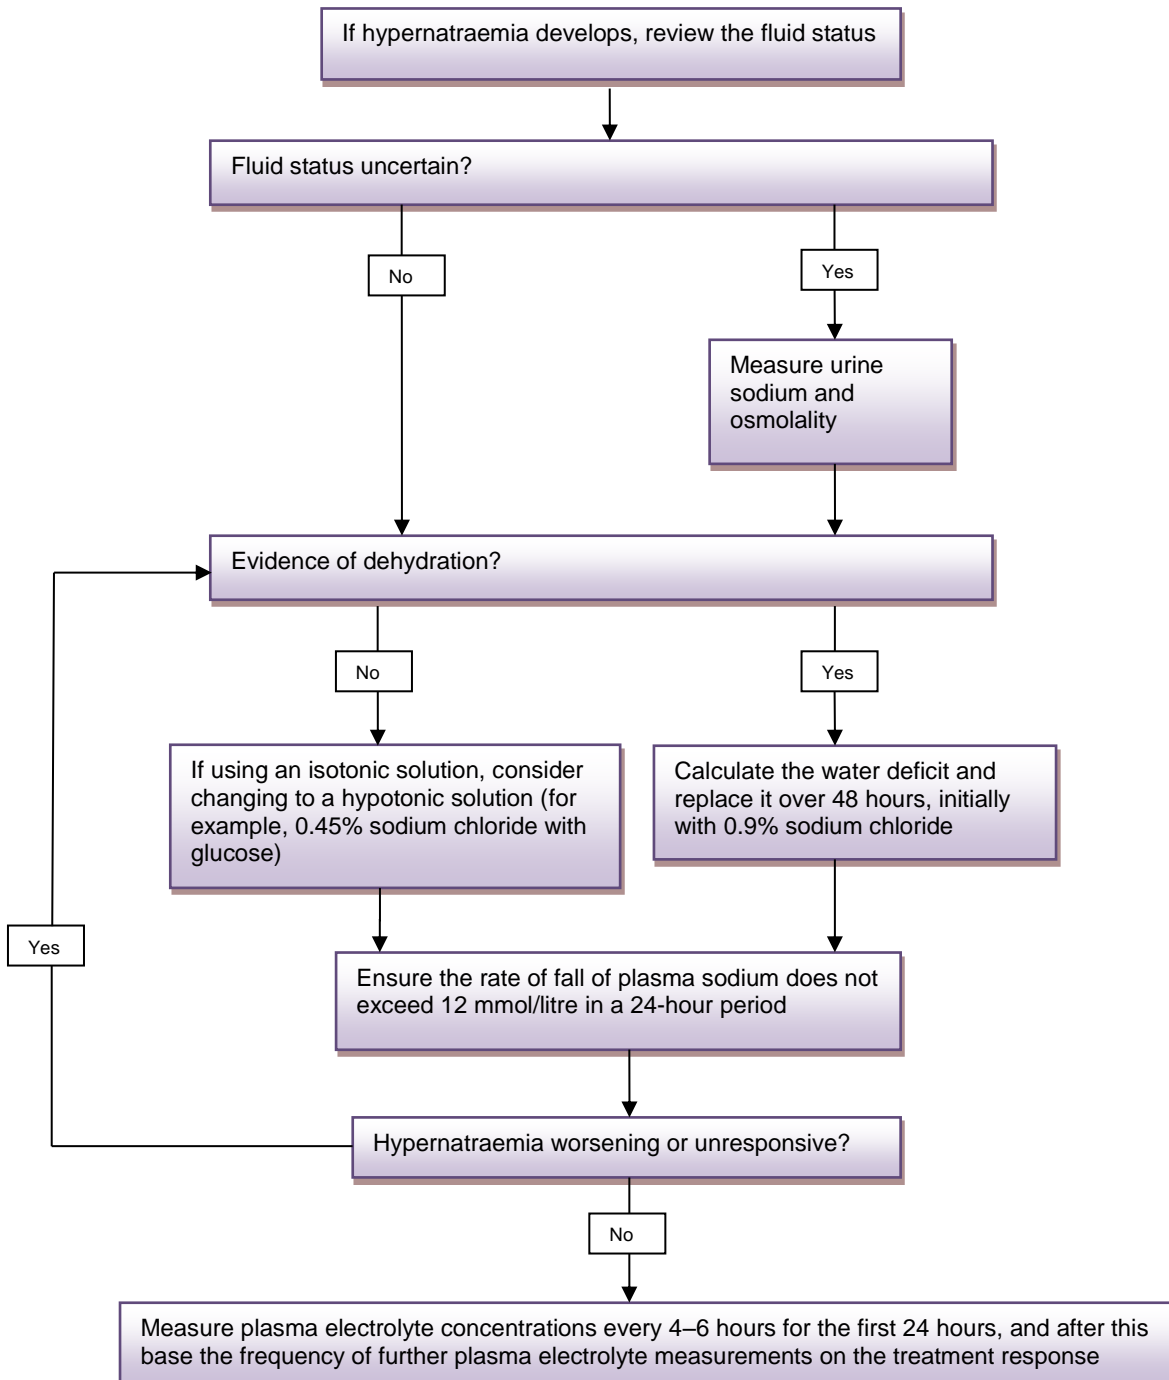 If hypernatraemia develops, review the fluid status
Fluid status uncertain?
No
Yes
Measure urine
sodium and
osmolality
Evidence of dehydration?
No
Yes
If using an isotonic solution, consider
changing to a hypotonic solution (for
example, 0.45% sodium chloride with
glucose)
Calculate the water deficit and
replace it over 48 hours, initially
with 0.9% sodium chloride
Yes
Ensure the rate of fall of plasma sodium does not
exceed 12 mmol/litre in a 24-hour period
Hypernatraemia worsening or unresponsive?
No
Measure plasma electrolyte concentrations every 4–6 hours for the first 24 hours, and after this
base the frequency of further plasma electrolyte measurements on the treatment response